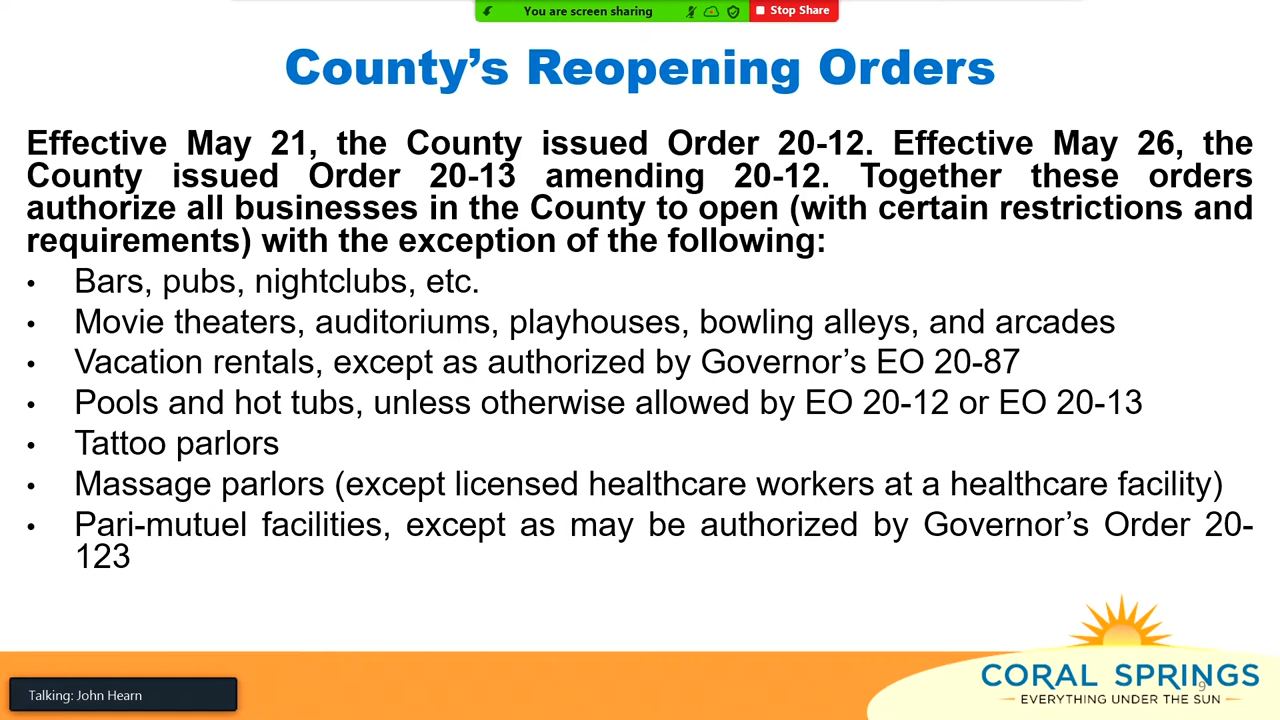 You are screen sharing
Stop Share
County’s Reopening Orders
Effective May 21, the County issued Order 20-12. Effective May 26, the
County issued Order 20-13 amending 20-12. Together these orders
authorize all businesses in the County to open (with certain restrictions and
requirements) with the exception of the following:
• Bars, pubs, nightclubs, etc.
• Movie theaters, auditoriums, playhouses, bowling alleys, and arcades
• Vacation rentals, except as authorized by Governor’s EO 20-87
• Pools and hot tubs, unless otherwise allowed by EO 20-12 or EO 20-13
• Tattoo parlors
• Massage parlors (except licensed healthcare workers at a healthcare facility)
• Pari-mutuel facilities, except as may be authorized by Governor’s Order 20-
123
Talking: John Hearn
CORAL SPRINGS
9
EVERYTHING UNDER THE SUN